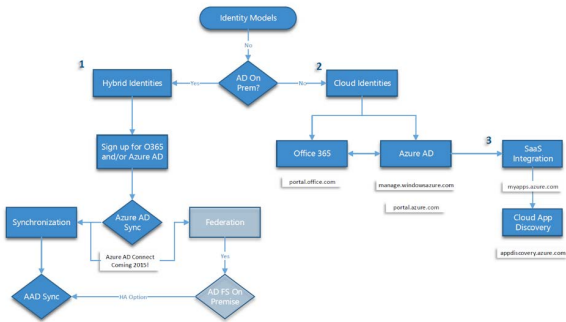 Identity Models
No
1
2
Hybrid Identities
Yes
AD On
Prem?
No
Cloud Identities
3
Sign up for O365
and/or Azure AD
Office 365
Azure AD
SaaS
Integration
portal.office.com
manage.windowsazure.com
myapps.azure.com
portal.azure.com
Synchronization
Azure AD
Sync
Federation
Cloud App
Discovery
Azure AD Connect
Coming 2015!
appdiscovery.azure.com
Yes
AAD Sync
HA Option
AD FS On
Premise